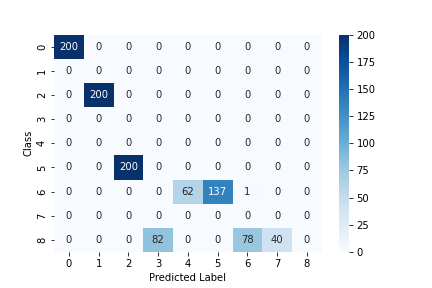 0 200 0 0 0 0 0 0 0 0
1 0 0 0 0 0 0 0 0 0
2 0 200 0 0 0 0 0 0 0
3 0 0 0 0 0 0 0 0 0
4 0 0 0 0 0 0 0 0 0
5 0 0 200 0 0 0 0 0 0
6 0 0 0 0 62 137 1 0 0
7 0 0 0 0 0 0 0 0 0
8 0 0 0 82 0 0 78 40 0
0 1 2 3 4 5 6 7 8
Class
Predicted Label
200
175
150
125
100
75
50
25
0